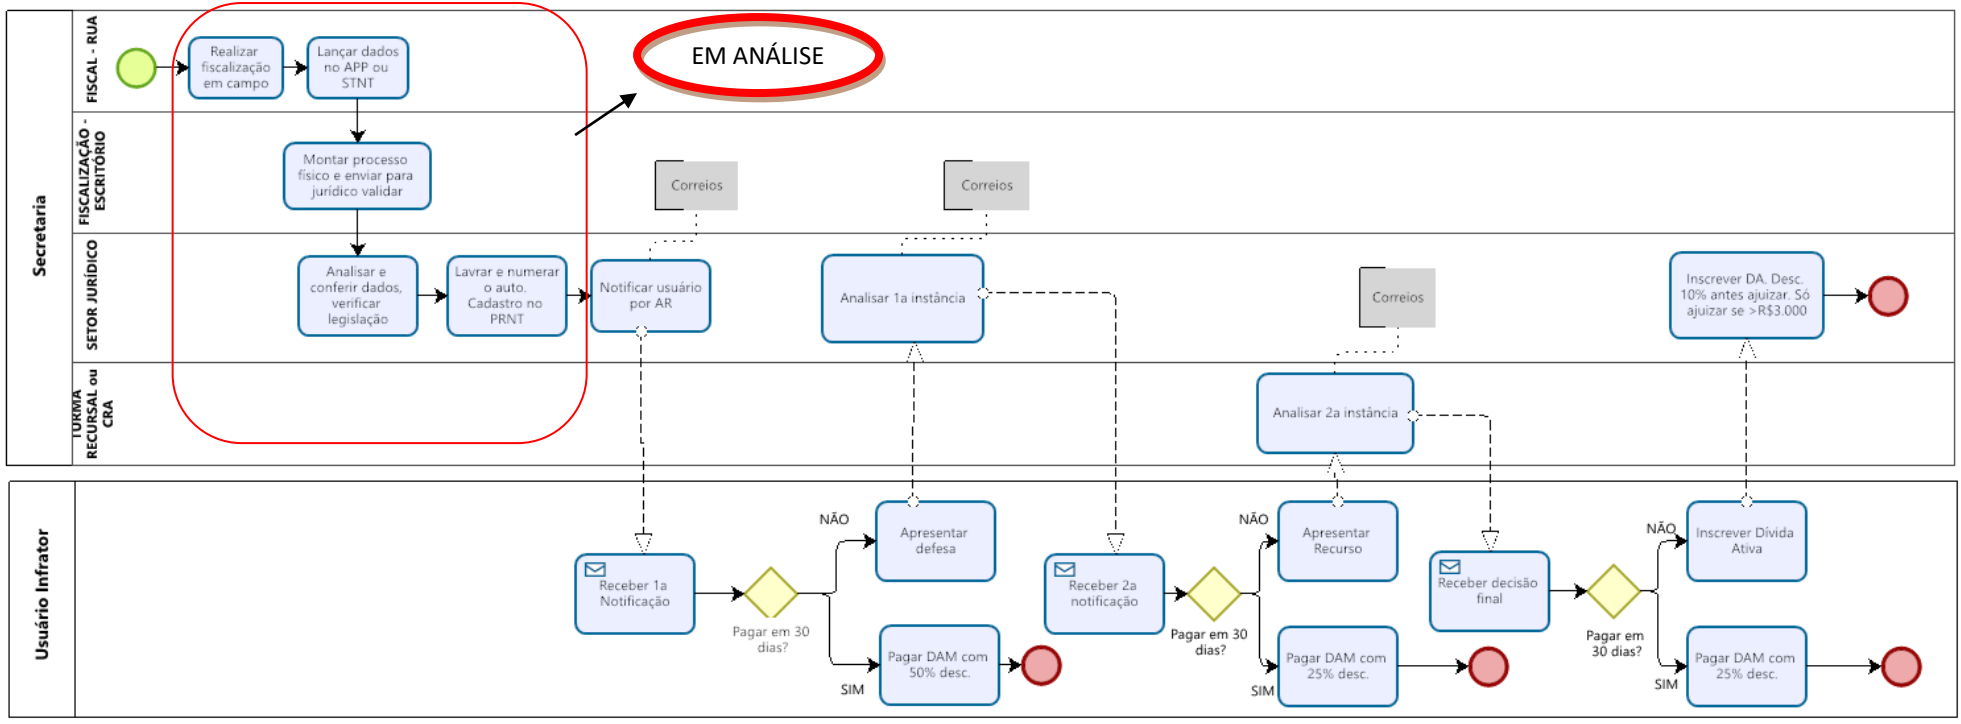 Secretaria
FISCAL - RUA
Realizar
fiscalização
em campo
Lançar dados
no APP ou
STNT
EM ANÁLISE
FISCALIZAÇÃO -
ESCRITÓRIO
Montar processo
físico e enviar para
jurídico validar
Correios
Correios
SETOR JURÍDICO
Analisar e
conferir dados,
verificar
legislação
Lavrar e numerar
o auto.
Cadastro no
PRNT
Notificar usuário
por AR
Analisar 1a instância
Correios
Inscrever DA. Desc.
10% antes ajuizar. Só
ajuizar se >R$3.000
TURMA
RECURSAL ou
CRA
Analisar 2a instância
Usuário Infrator
Receber 1a
Notificação
Pagar em 30
dias?
NÃO
Apresentar
defesa
SIM
Pagar DAM com
50% desc.
Receber 2a
notificação
Pagar em 30
dias?
NÃO
Apresentar
Recurso
SIM
Pagar DAM com
25% desc.
Receber decisão
final
Pagar em
30 dias?
NÃO
Inscrever Dívida
Ativa
SIM
Pagar DAM com
25% desc.